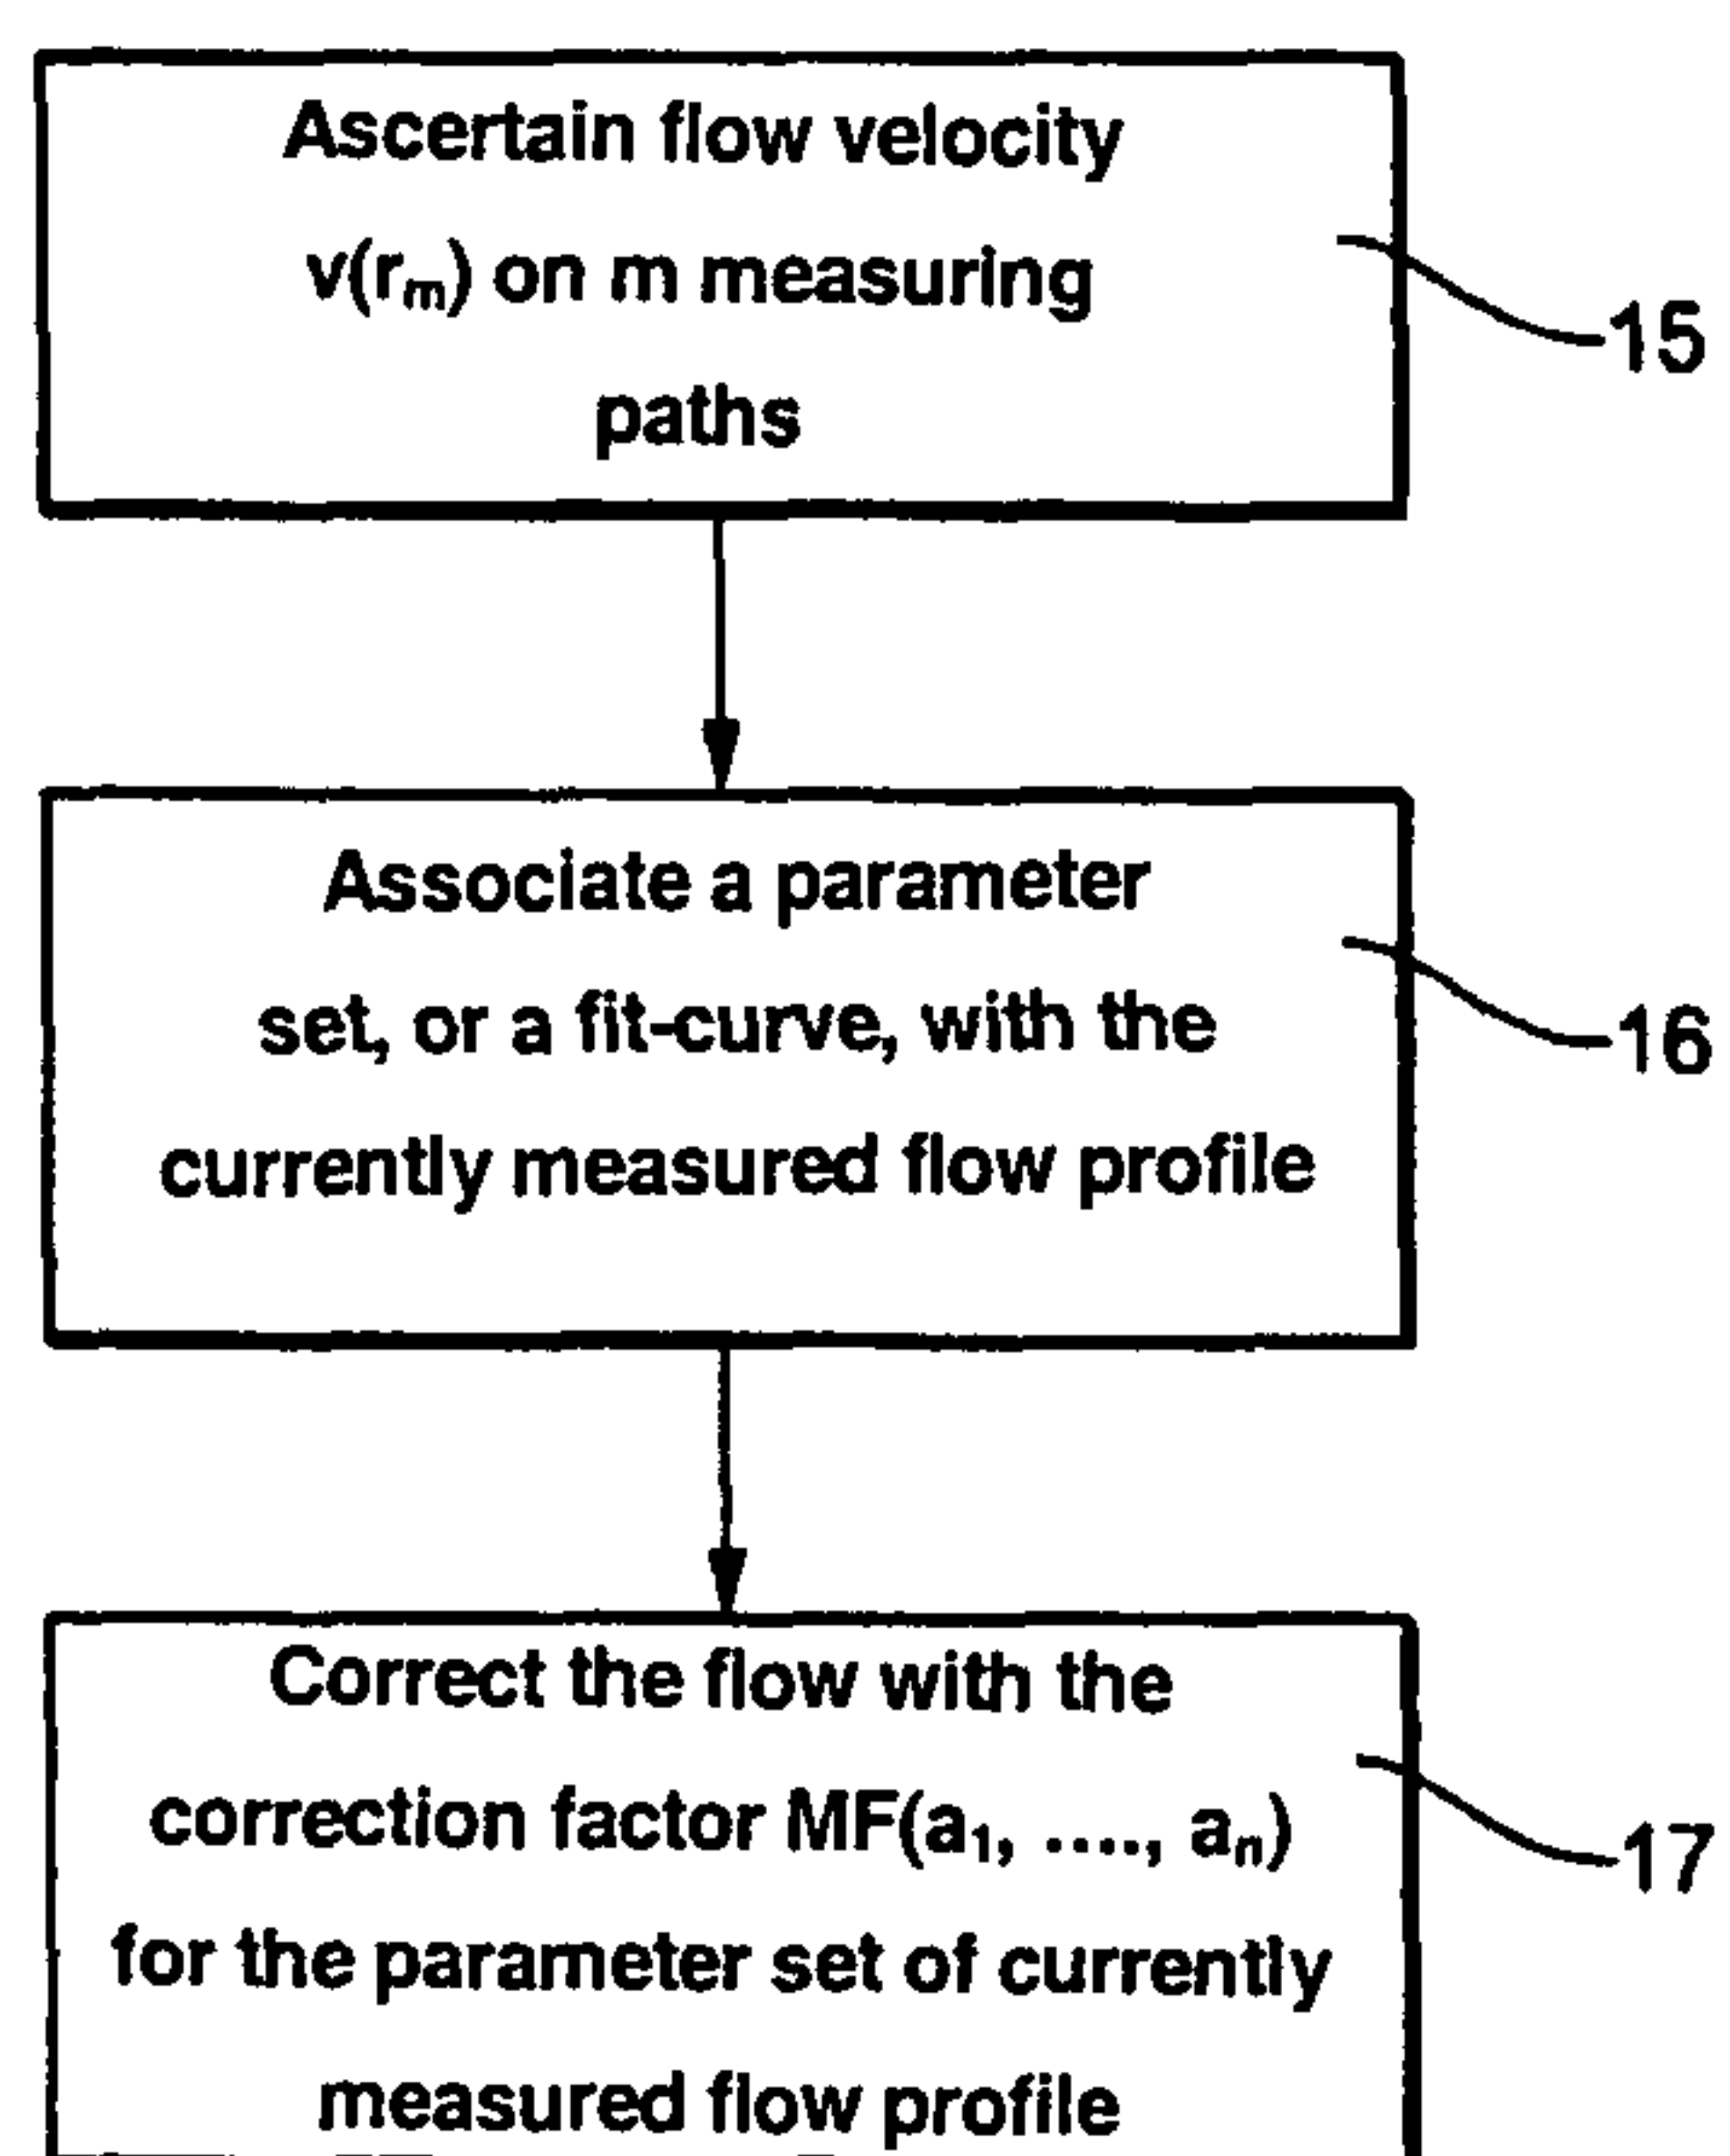 Ascertain flow velocity
v(rₘ) on m measuring
paths
15
Associate a parameter
set, or a fit-curve, with the
currently measured flow profile
16
Correct the flow with the
correction factor MF(a₁, ...., aₙ)
for the parameter set of currently
measured flow profile
17